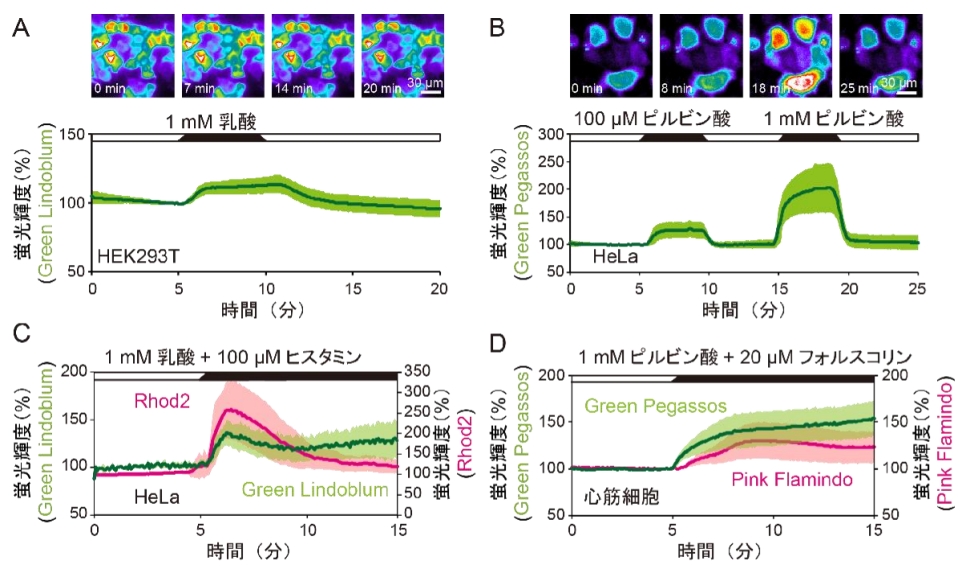 A
0 min
7 min
14 min
20 min
30 μm
1 mM 乳酸
蛍光輝度(%)
(Green Lindoblum)
150
100
50
HEK293T
0
5
10
15
20
時間(分)
B
0 min
8 min
18 min
25 min
30 μm
100 μM ピルビン酸
1 mM ピルビン酸
蛍光輝度(%)
(Green Pegassos)
300
250
200
150
100
50
HeLa
0
5
10
15
20
25
時間(分)
C
1 mM 乳酸 + 100 μM ヒスタミン
蛍光輝度(%)
(Green Lindoblum)
200
150
100
50
Rhod2
Green Lindoblum
HeLa
350
300
250
200
150
100
50
0
蛍光輝度(%)
(Rhod2)
0
5
10
15
時間(分)
D
1 mM ピルビン酸 + 20 μM フォルスコリン
蛍光輝度(%)
(Green Pegassos)
200
150
100
50
Green Pegassos
Pink Flamindo
心筋細胞
200
150
100
50
蛍光輝度(%)
(Pink Flamindo)
0
5
10
15
時間(分)